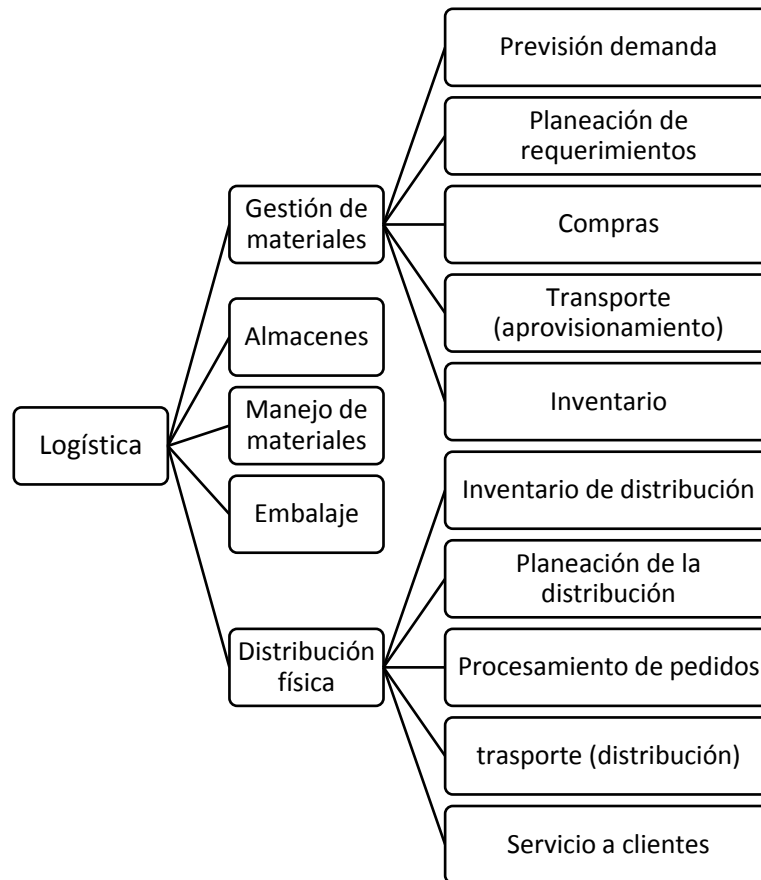 Logística
Gestión de
materiales
Almacenes
Manejo de
materiales
Embalaje
Distribución
física
Previsión demanda
Planeación de
requerimientos
Compras
Transporte
(aprovisionamiento)
Inventario
Inventario de distribución
Planeación de la
distribución
Procesamiento de pedidos
trasporte (distribución)
Servicio a clientes